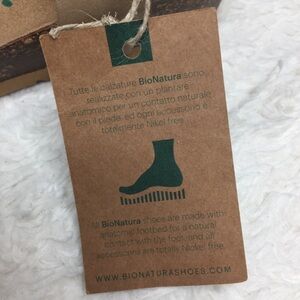 Tutte le calzature BioNatura sono
realizzate con un plantare
anatomico per un contatto naturale
con il piede, ed ogni accessorio è
totalmente Nikel free.
All BioNatura shoes are made with
anatomic footbed for a natural
contact with the foot, and all
accessories are totally Nickel free.
WWW.BIONATURASHOES.COM